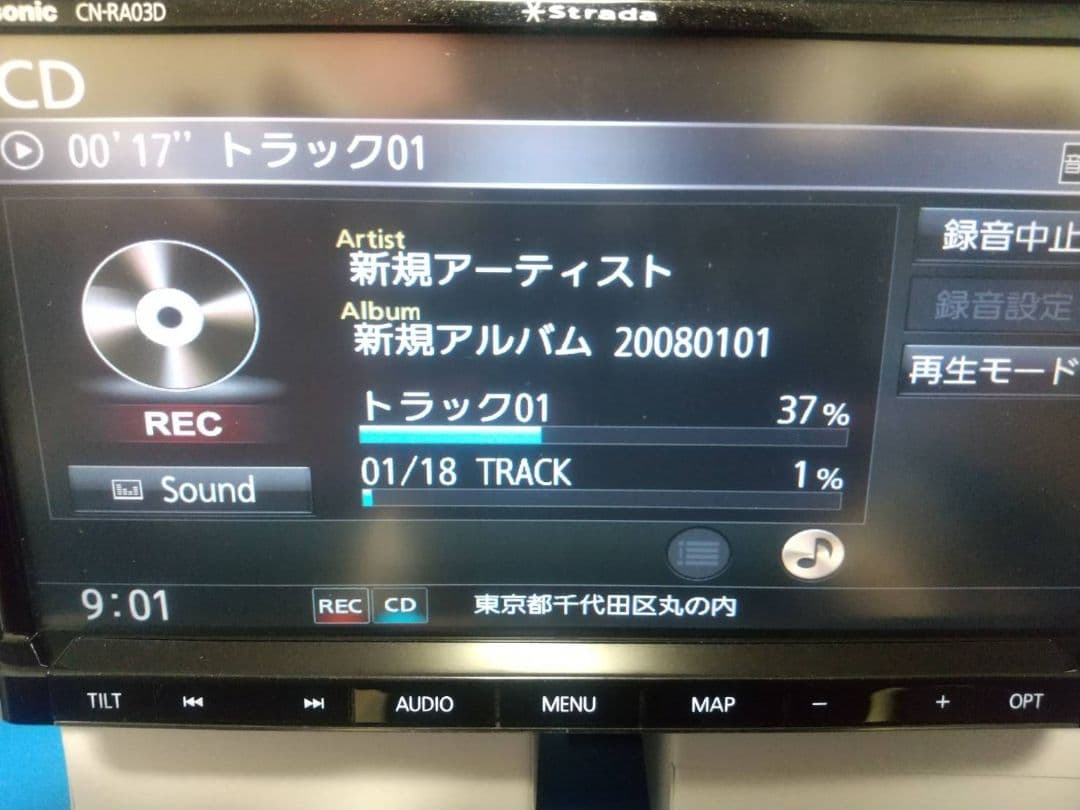 sonic CN-RA03D Strada
CD
00'17" トラック01
音
Artist
新規アーティスト
Album
新規アルバム 20080101
トラック01 37%
01/18 TRACK 1%
REC
Sound
録音中止
録音設定
再生モード
9:01 REC CD 東京都千代田区丸の内
TILT AUDIO MENU MAP − + OPT